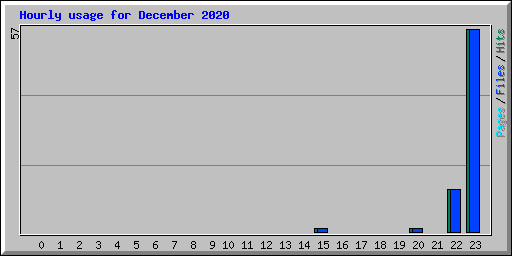 Hourly usage for December 2020
57
Pages/Files/Hits
0 1 2 3 4 5 6 7 8 9 10 11 12 13 14 15 16 17 18 19 20 21 22 23